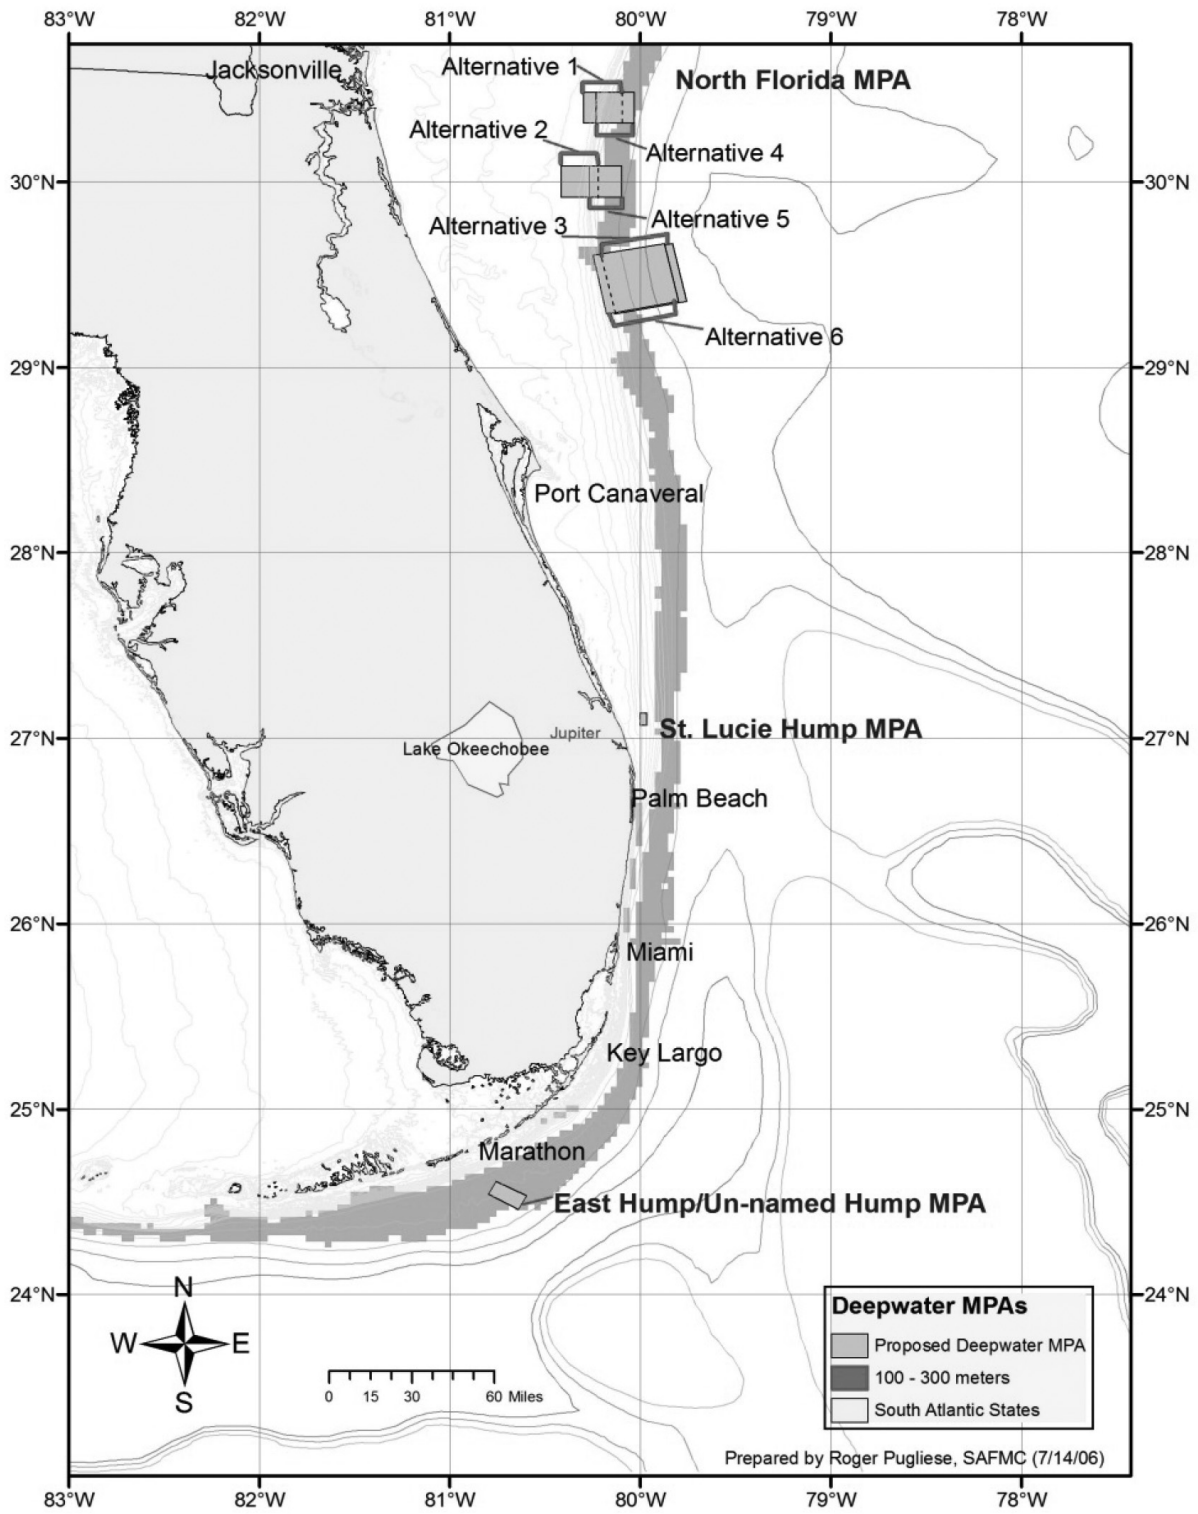 83°W 82°W 81°W 80°W 79°W 78°W
Jacksonville
Alternative 1
North Florida MPA
Alternative 2
Alternative 4
30°N 30°N
Alternative 3
Alternative 5
Alternative 6
29°N 29°N
Port Canaveral
28°N 28°N
St. Lucie Hump MPA
Jupiter
27°N 27°N
Lake Okeechobee
Palm Beach
26°N 26°N
Miami
Key Largo
25°N 25°N
Marathon
East Hump/Un-named Hump MPA
24°N 24°N
N
W E
S
0 15 30 60 Miles
Deepwater MPAs
Proposed Deepwater MPA
100 - 300 meters
South Atlantic States
Prepared by Roger Pugliese, SAFMC (7/14/06)
83°W 82°W 81°W 80°W 79°W 78°W